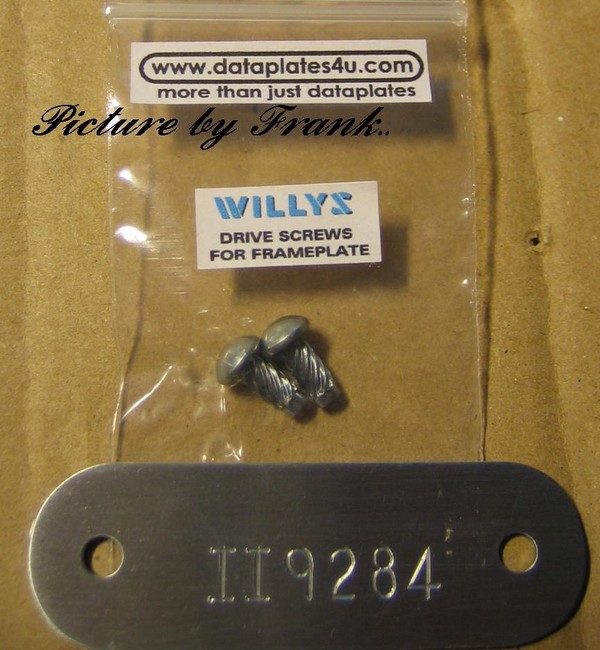 www.dataplates4u.com
more than just dataplates
Picture by Frank..
WILLYS
DRIVE SCREWS
FOR FRAMEPLATE
II9284